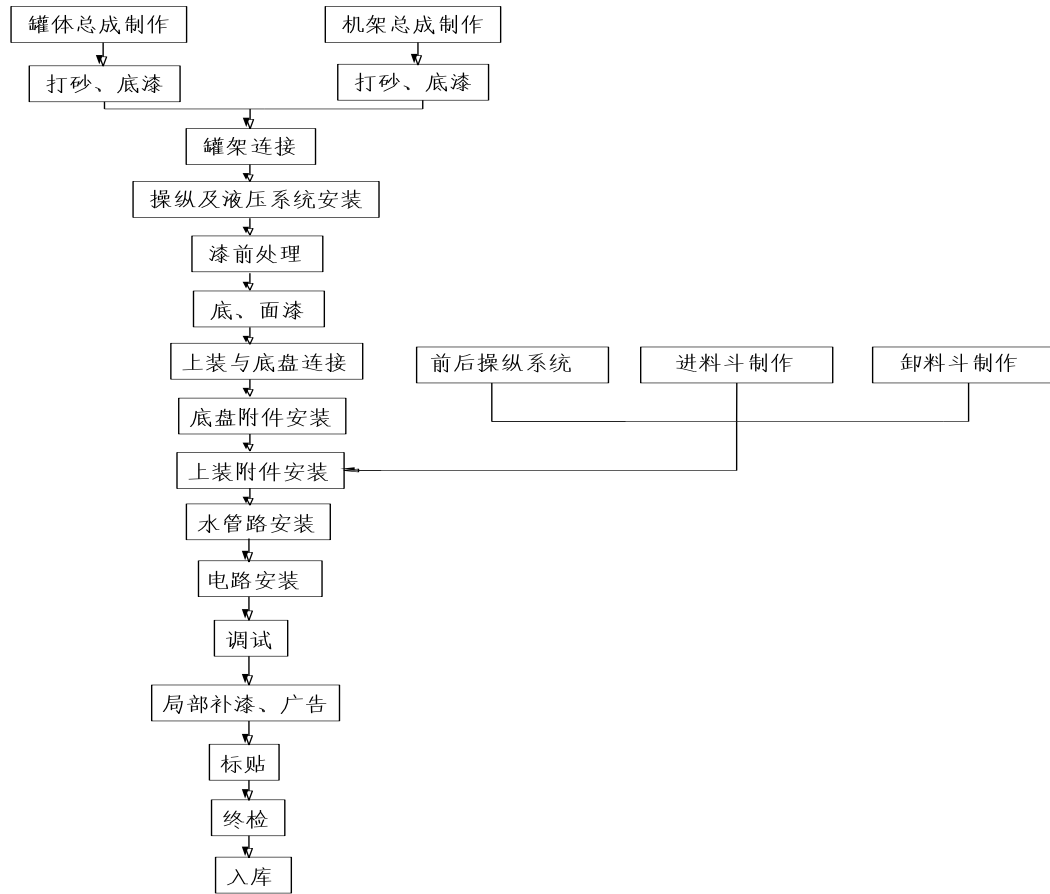 罐体总成制作
机架总成制作
打砂、底漆
打砂、底漆
罐架连接
操纵及液压系统安装
漆前处理
底、面漆
上装与底盘连接
前后操纵系统
进料斗制作
卸料斗制作
底盘附件安装
上装附件安装
水管路安装
电路安装
调试
局部补漆、广告
标贴
终检
入库